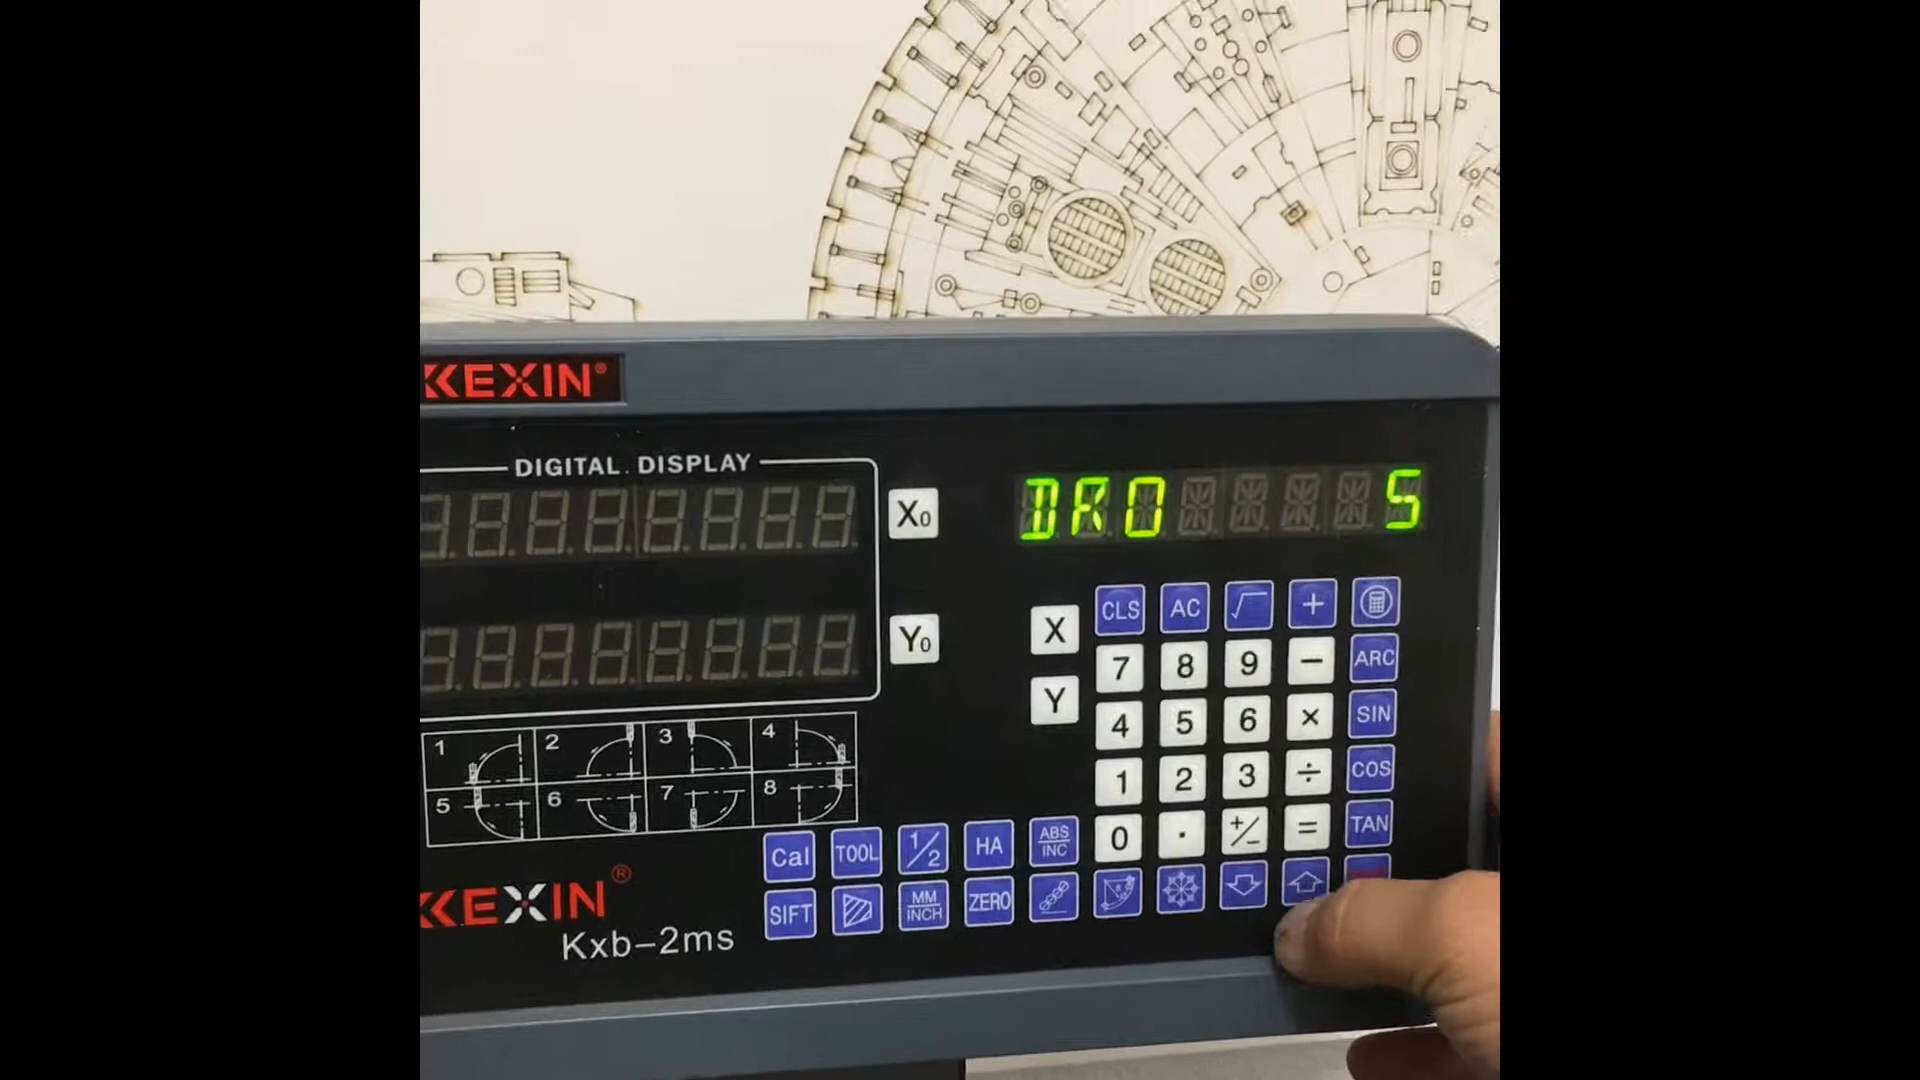 KEXIN®
DIGITAL DISPLAY
X0
DRO 5
Y0
X
Y
CLS AC √ +
7 8 9 − ARC
4 5 6 × SIN
1 2 3 ÷ COS
0 . +/− = TAN
1 2 3 4
5 6 7 8
Cal TOOL 1/2 HA ABS/INC
SIFT MM/INCH ZERO R
KEXIN®
Kxb-2ms